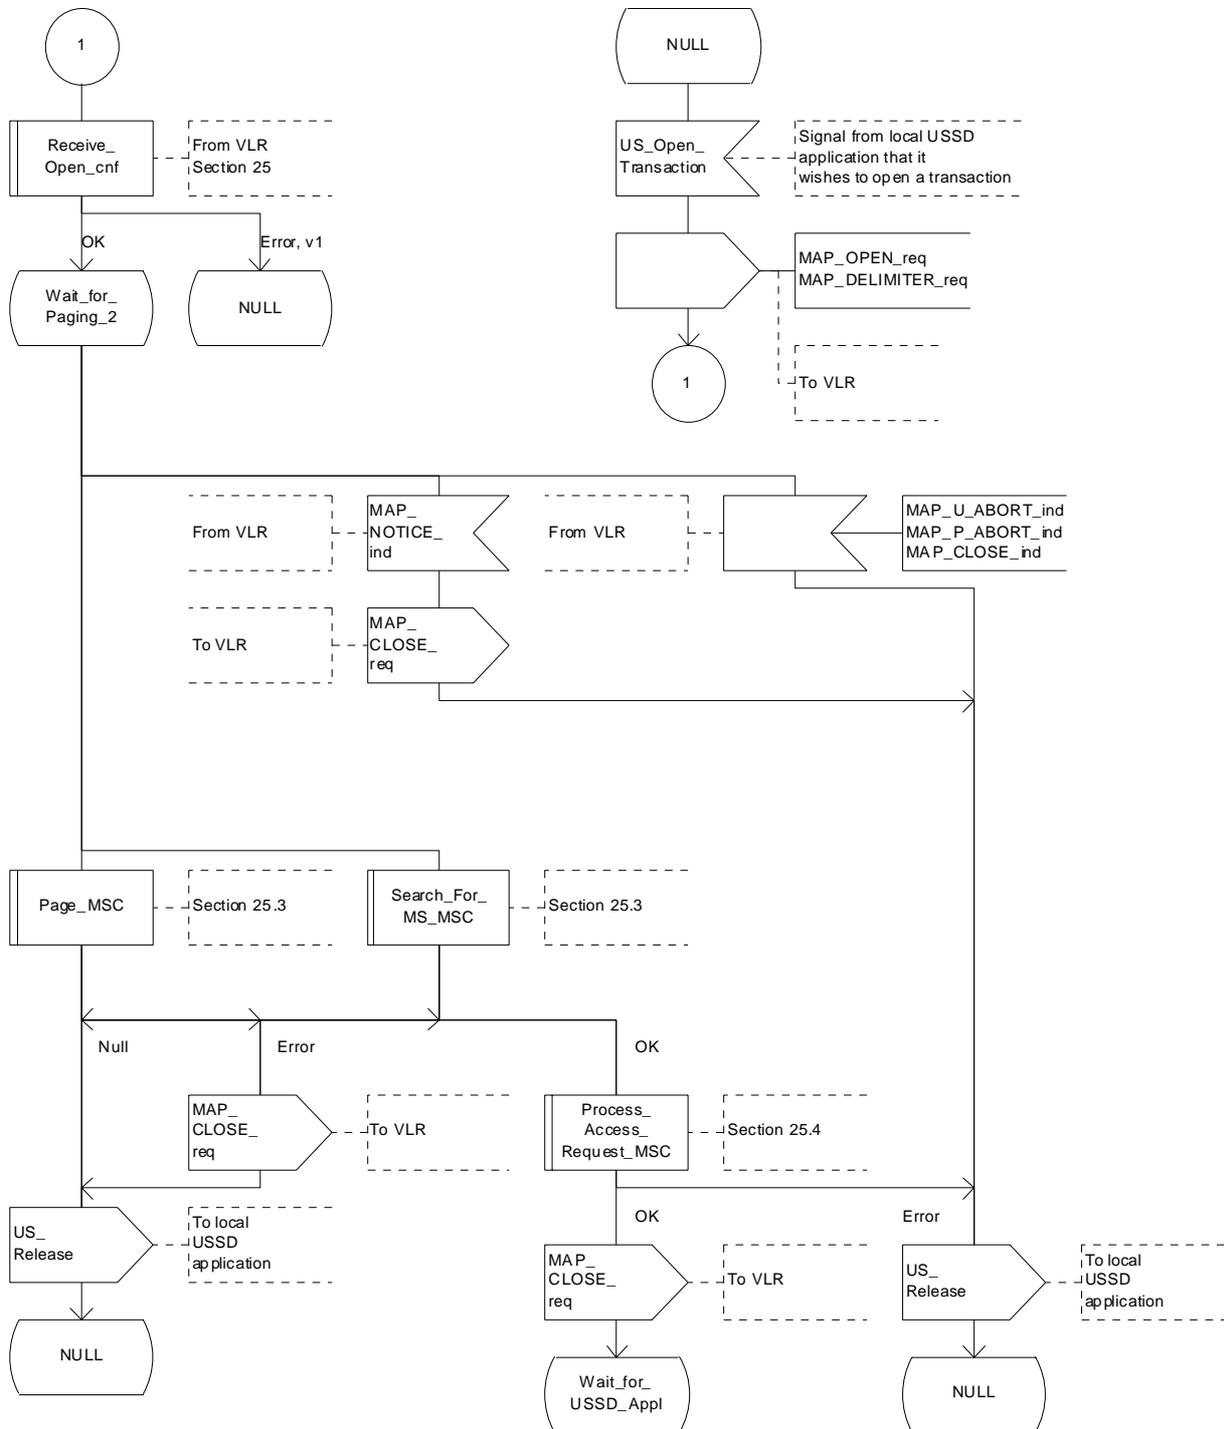 1
NULL
Receive_
Open_cnf
From VLR
Section 25
US_Open_
Transaction
Signal from local USSD
application that it
wishes to open a transaction
OK
Error, v1
Wait_for_
Paging_2
NULL
MAP_OPEN_req
MAP_DELIMITER_req
1
To VLR
From VLR
MAP_
NOTICE_
ind
From VLR
MAP_U_ABORT_ind
MAP_P_ABORT_ind
MAP_CLOSE_ind
To VLR
MAP_
CLOSE_
req
Page_MSC
Section 25.3
Search_For_
MS_MSC
Section 25.3
Null
Error
OK
MAP_
CLOSE_
req
To VLR
Process_
Access_
Request_MSC
Section 25.4
US_
Release
To local
USSD
application
OK
Error
MAP_
CLOSE_
req
To VLR
US_
Release
To local
USSD
application
NULL
Wait_for_
USSD_Appl
NULL